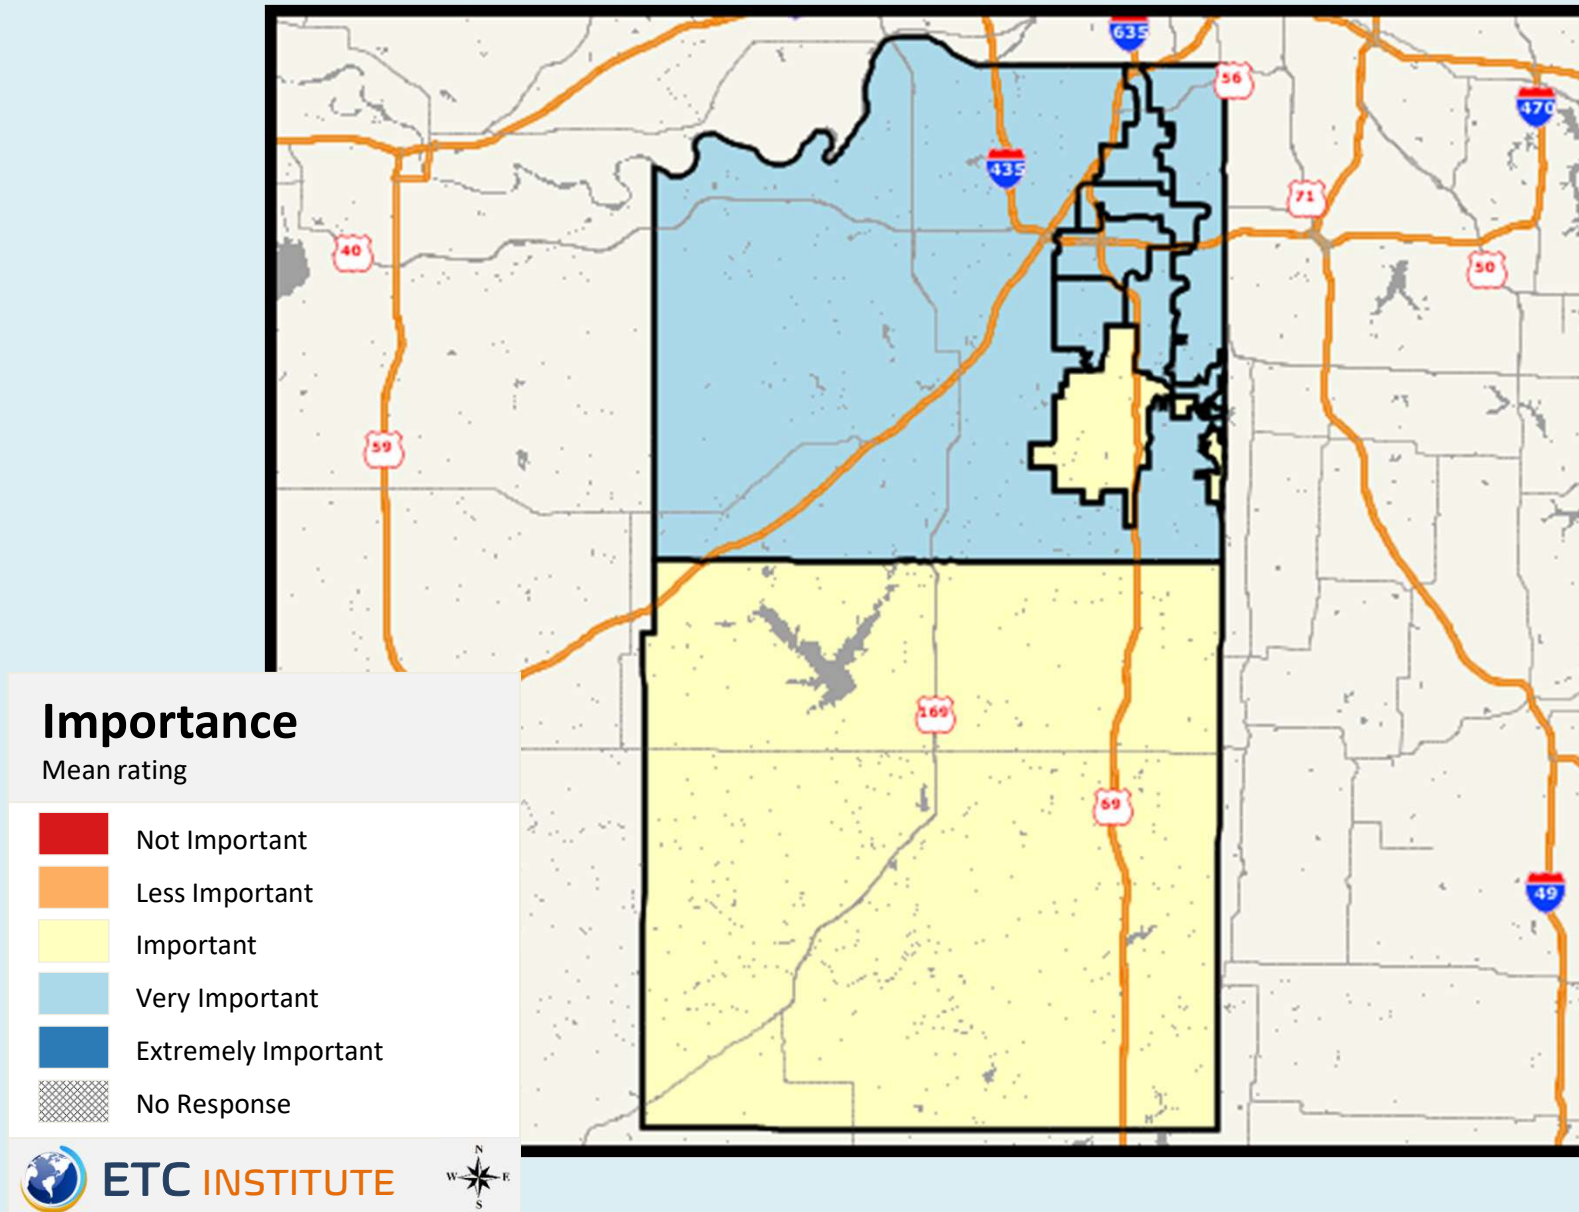 635
56
470
435
71
40
50
59
169
69
49
Importance
Mean rating
Not Important
Less Important
Important
Very Important
Extremely Important
No Response
ETC INSTITUTE
N
W E
S